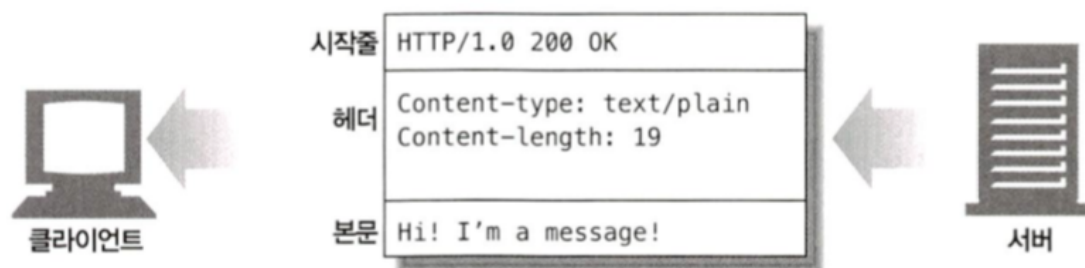 시작줄 HTTP/1.0 200 OK
헤더 Content-type: text/plain
Content-length: 19
본문 Hi! I'm a message!
클라이언트
서버